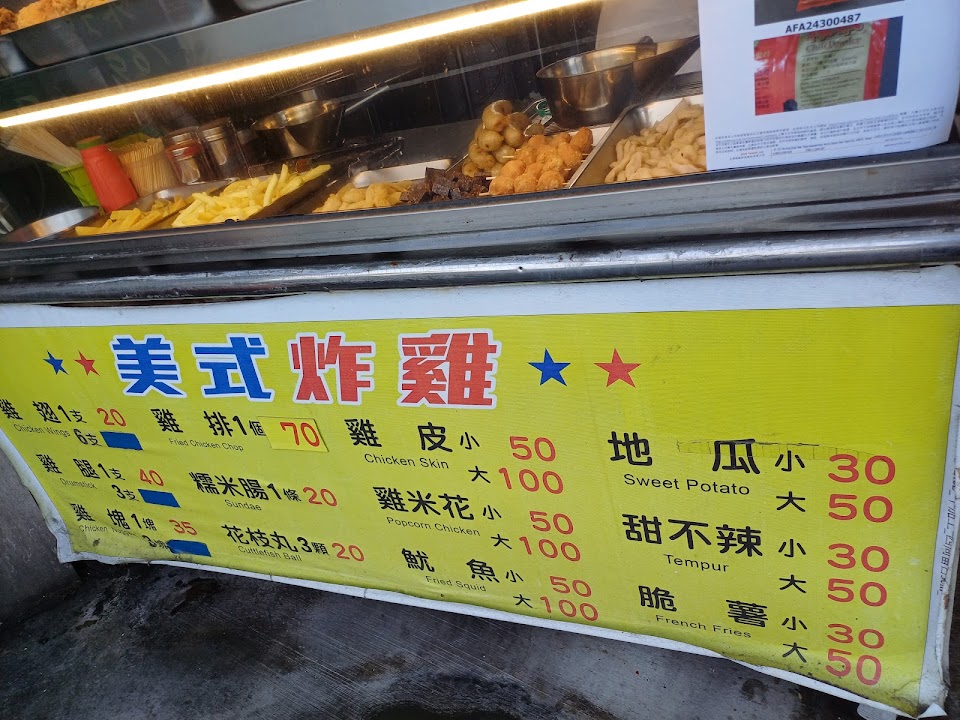 AFA24300487
美式炸雞
雞翅1支 20
Chicken Wings 6支
雞腿1支 40
Drumstick 3支
雞塊1塊 35
Chicken
雞排1個 70
Fried Chicken Chop
糯米腸1條 20
Sundae
花枝丸3顆 20
Cuttlefish Ball
雞皮小 50
Chicken Skin 大 100
雞米花小 50
Popcorn Chicken 大 100
魷魚小 50
Fried Squid 大 100
地瓜小 30
Sweet Potato 大 50
甜不辣小 30
Tempur 大 50
脆薯小 30
French Fries 大 50